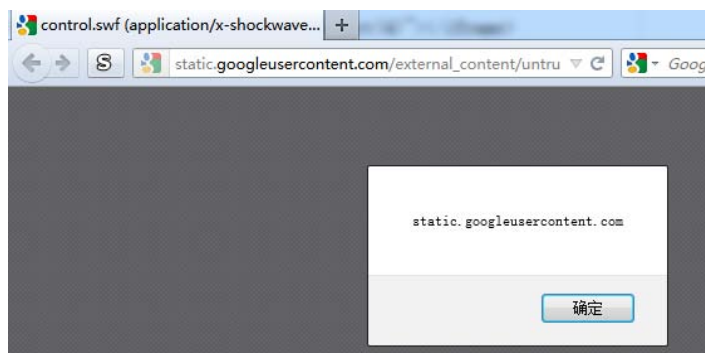 control.swf (application/x-shockwave...
static.googleusercontent.com/external_content/untru
Goog
static.googleusercontent.com
确定